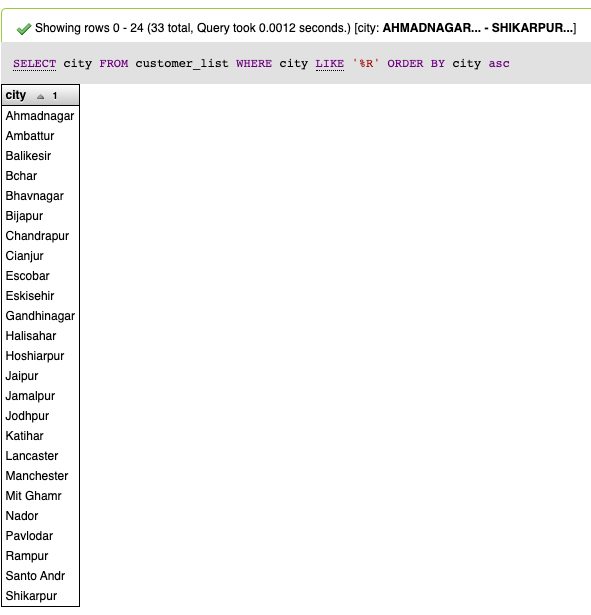 Showing rows 0 - 24 (33 total, Query took 0.0012 seconds.) [city: AHMADNAGAR... - SHIKARPUR...]
SELECT city FROM customer_list WHERE city LIKE '%R' ORDER BY city asc
city 1
Ahmadnagar
Ambattur
Balikesir
Bchar
Bhavnagar
Bijapur
Chandrapur
Cianjur
Escobar
Eskisehir
Gandhinagar
Halisahar
Hoshiarpur
Jaipur
Jamalpur
Jodhpur
Katihar
Lancaster
Manchester
Mit Ghamr
Nador
Pavlodar
Rampur
Santo Andr
Shikarpur